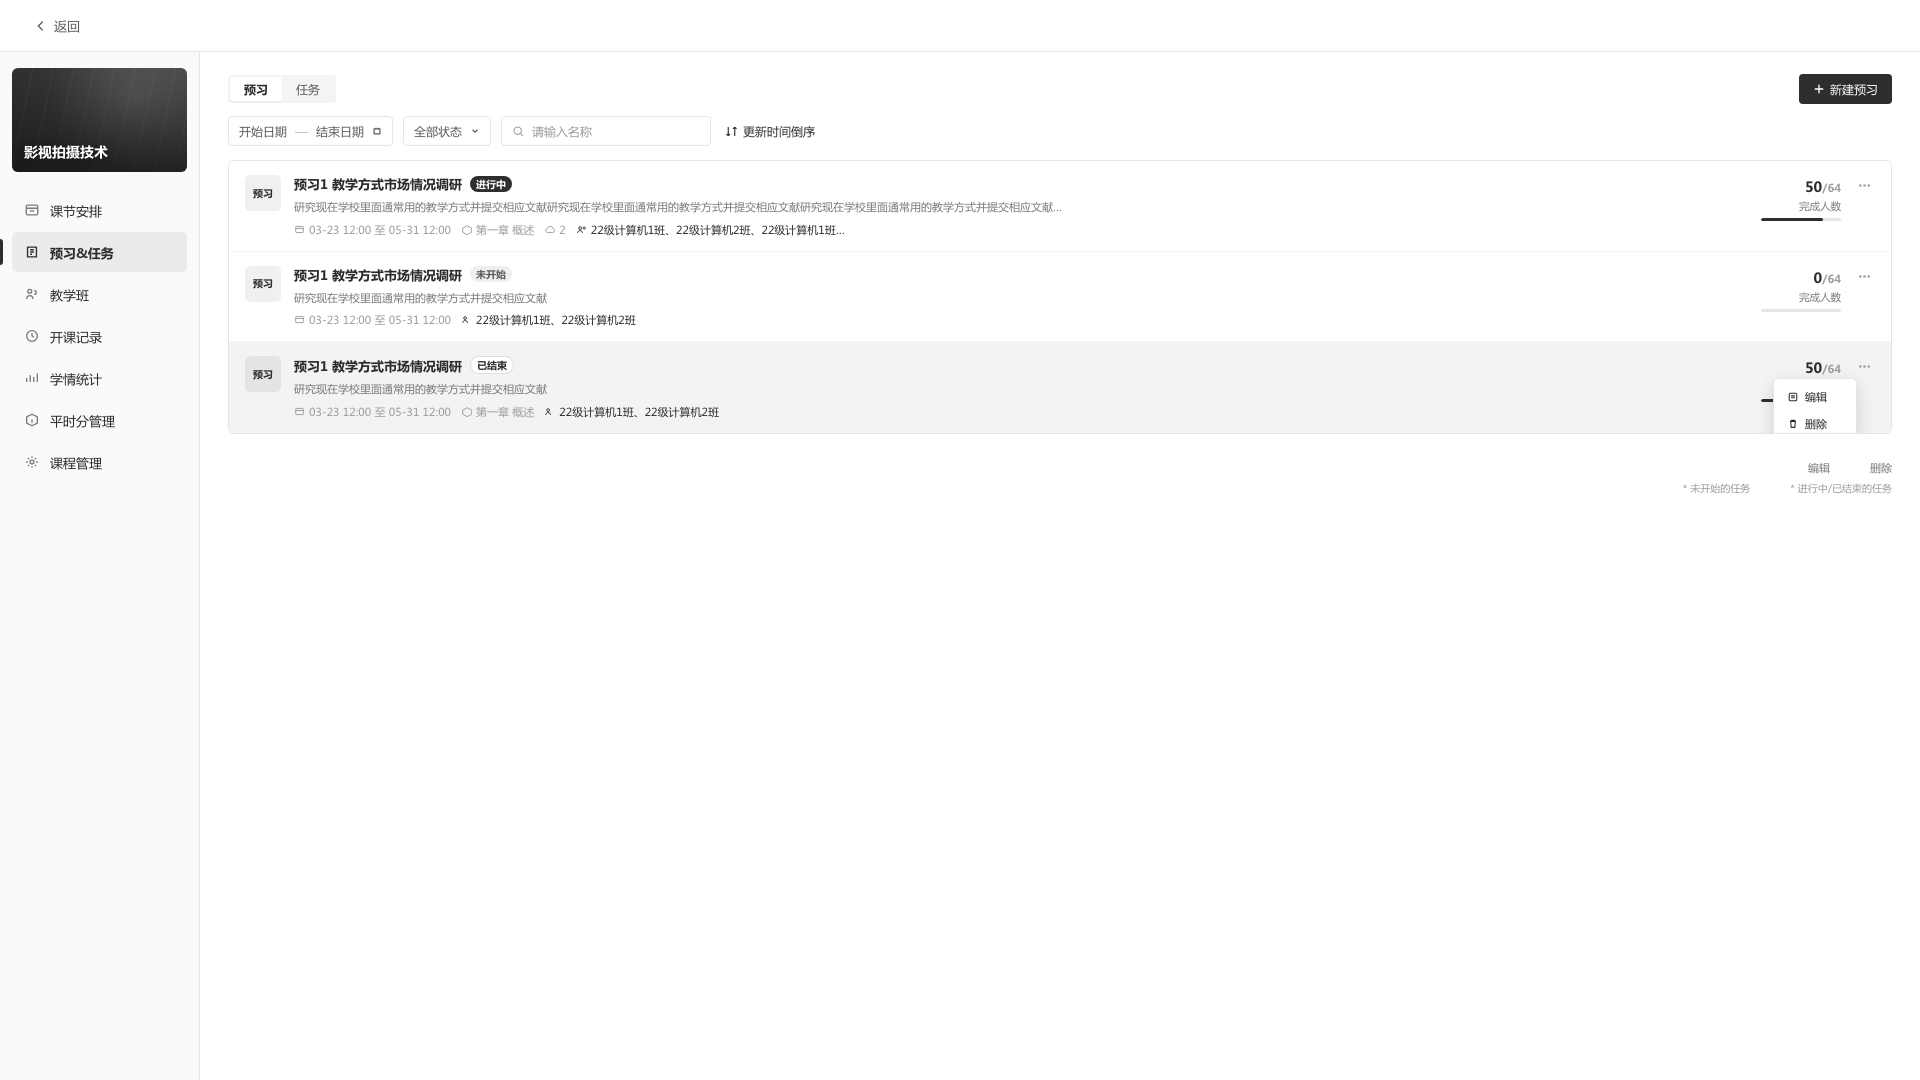 返回
影视拍摄技术
课节安排
预习&任务
教学班
开课记录
学情统计
平时分管理
课程管理
预习 任务
新建预习
开始日期 — 结束日期 全部状态 请输入名称 更新时间倒序
预习 预习1 教学方式市场情况调研 进行中
研究现在学校里面通常用的教学方式并提交相应文献研究现在学校里面通常用的教学方式并提交相应文献研究现在学校里面通常用的教学方式并提交相应文献...
03-23 12:00 至 05-31 12:00 第一章 概述 2 22级计算机1班、22级计算机2班、22级计算机1班...
50/64
完成人数
预习 预习1 教学方式市场情况调研 未开始
研究现在学校里面通常用的教学方式并提交相应文献
03-23 12:00 至 05-31 12:00 22级计算机1班、22级计算机2班
0/64
完成人数
预习 预习1 教学方式市场情况调研 已结束
研究现在学校里面通常用的教学方式并提交相应文献
03-23 12:00 至 05-31 12:00 第一章 概述 22级计算机1班、22级计算机2班
50/64
编辑
删除
编辑 删除
* 未开始的任务 * 进行中/已结束的任务